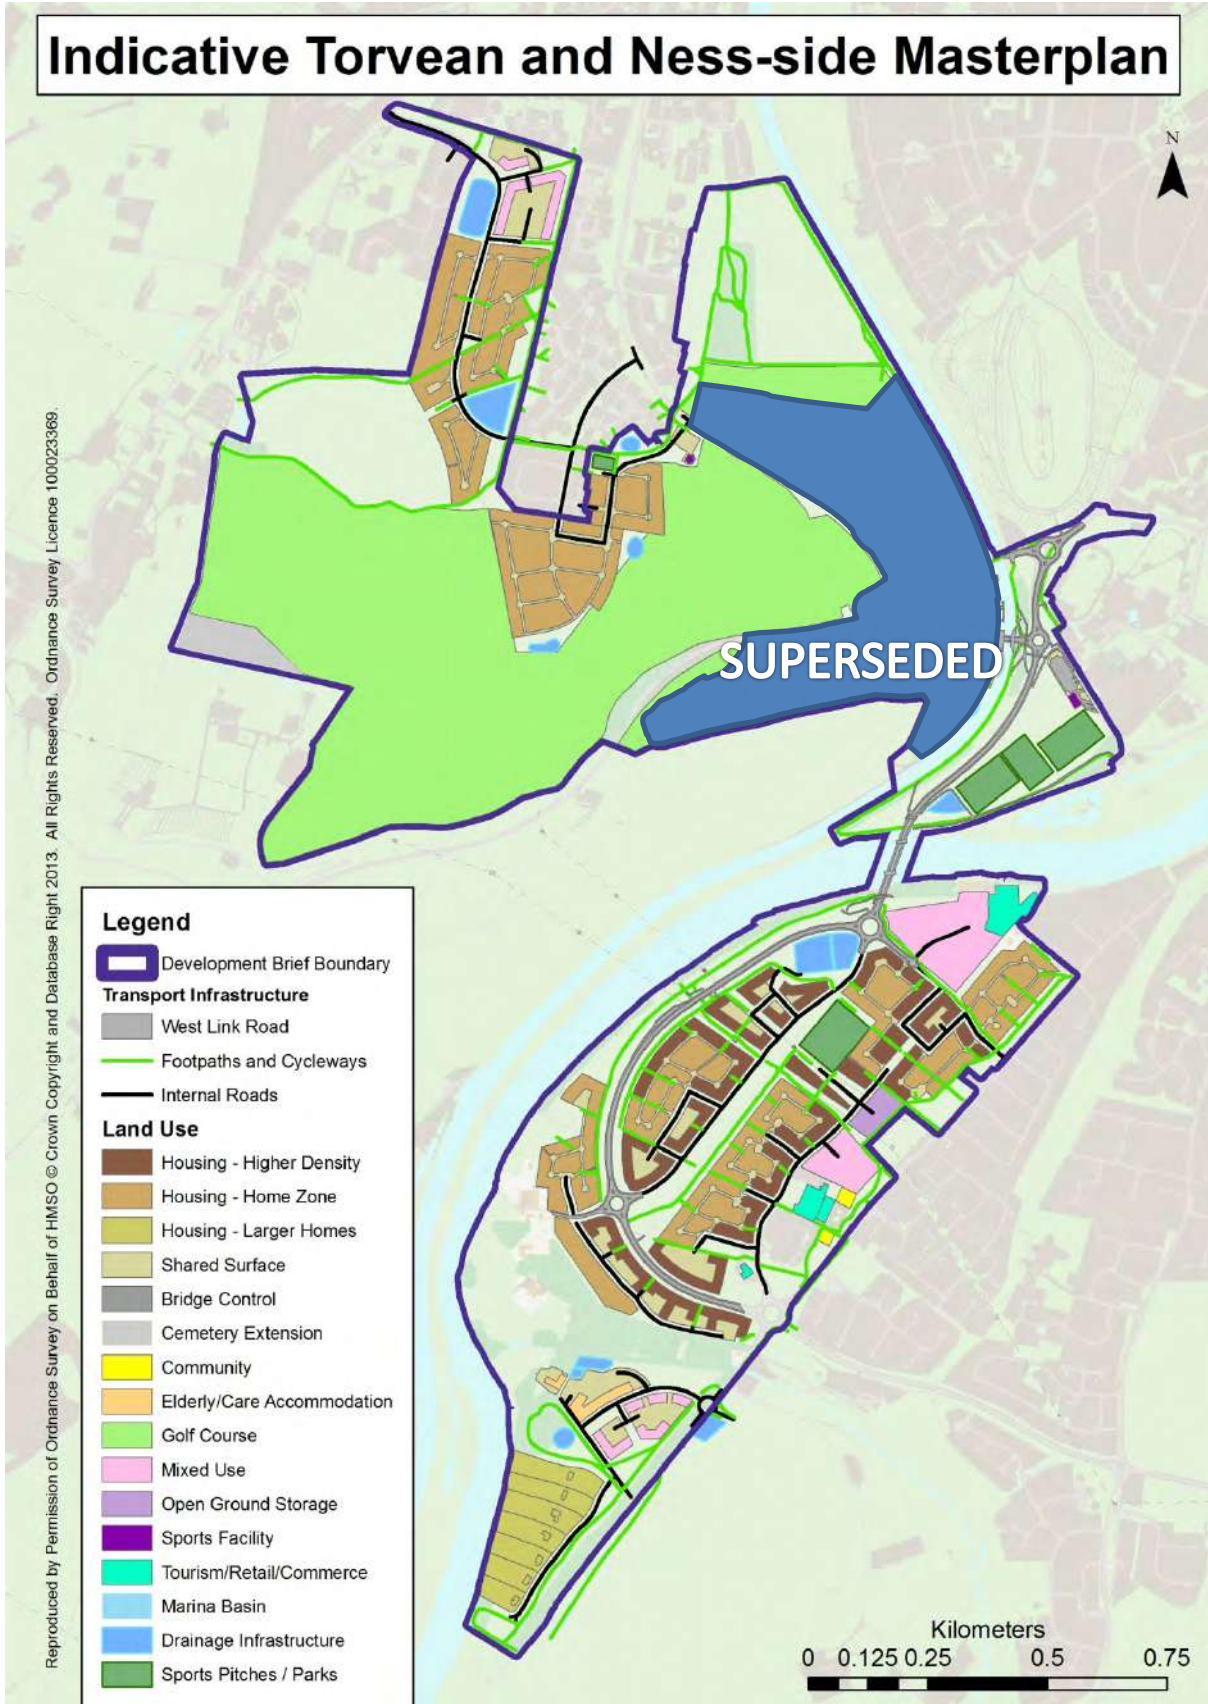 Indicative Torvean and Ness-side Masterplan
N
SUPERSEDED
Reproduced by Permission of Ordnance Survey on Behalf of HMSO © Crown Copyright and Database Right 2013. All Rights Reserved. Ordnance Survey Licence 100023369.
Legend
Development Brief Boundary
Transport Infrastructure
West Link Road
Footpaths and Cycleways
Internal Roads
Land Use
Housing - Higher Density
Housing - Home Zone
Housing - Larger Homes
Shared Surface
Bridge Control
Cemetery Extension
Community
Elderly/Care Accommodation
Golf Course
Mixed Use
Open Ground Storage
Sports Facility
Tourism/Retail/Commerce
Marina Basin
Drainage Infrastructure
Sports Pitches / Parks
Kilometers
0 0.125 0.25 0.5 0.75